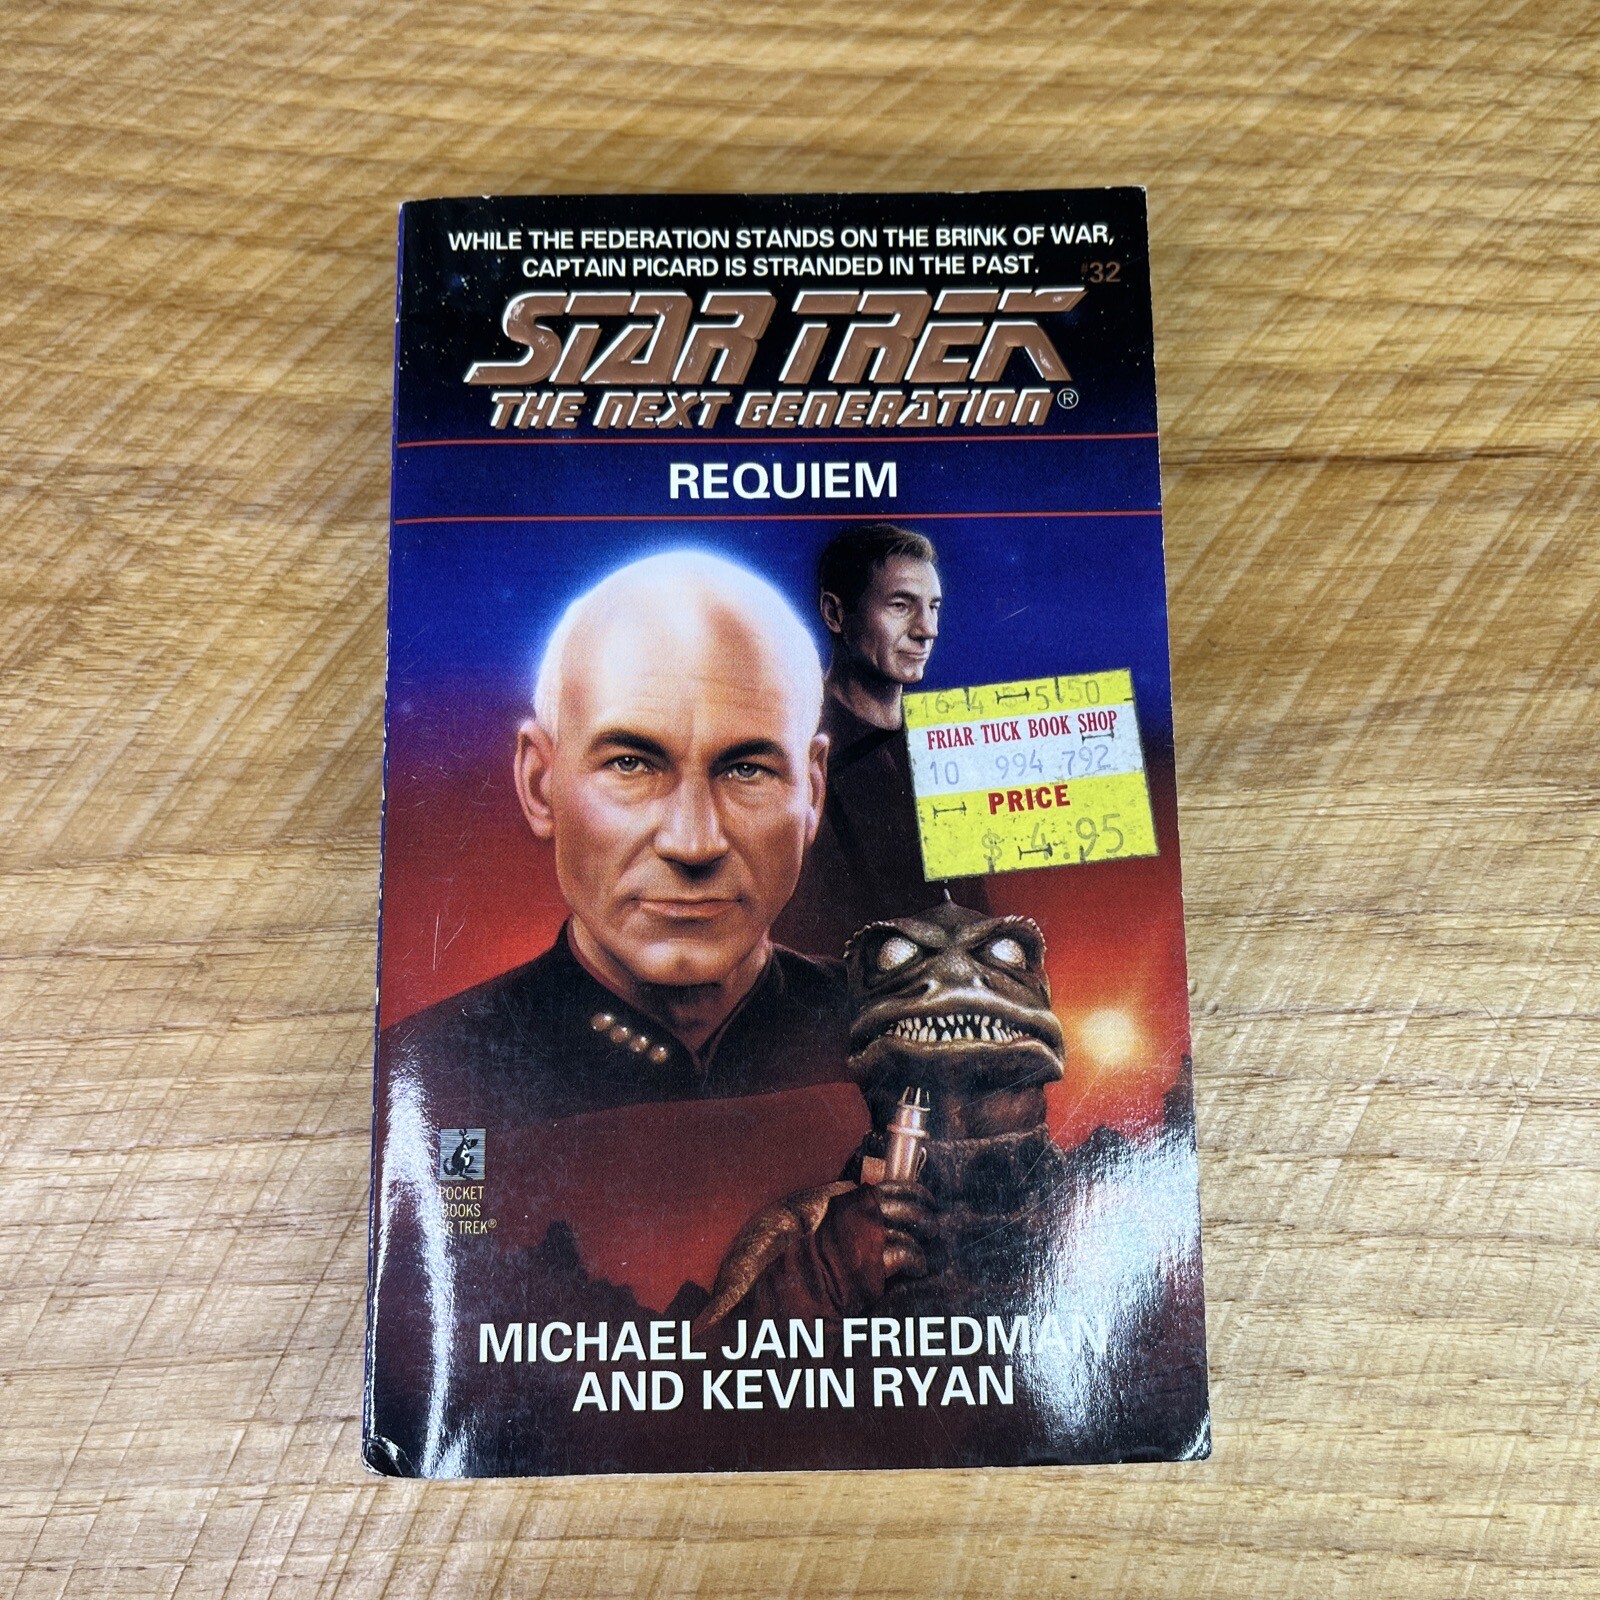 WHILE THE FEDERATION STANDS ON THE BRINK OF WAR,
CAPTAIN PICARD IS STRANDED IN THE PAST.
#32
STAR TREK
THE NEXT GENERATION®
REQUIEM
FRIAR TUCK BOOK SHOP
10 994 792
PRICE
$ 4.95
POCKET
BOOKS
TREK®
MICHAEL JAN FRIEDMAN
AND KEVIN RYAN